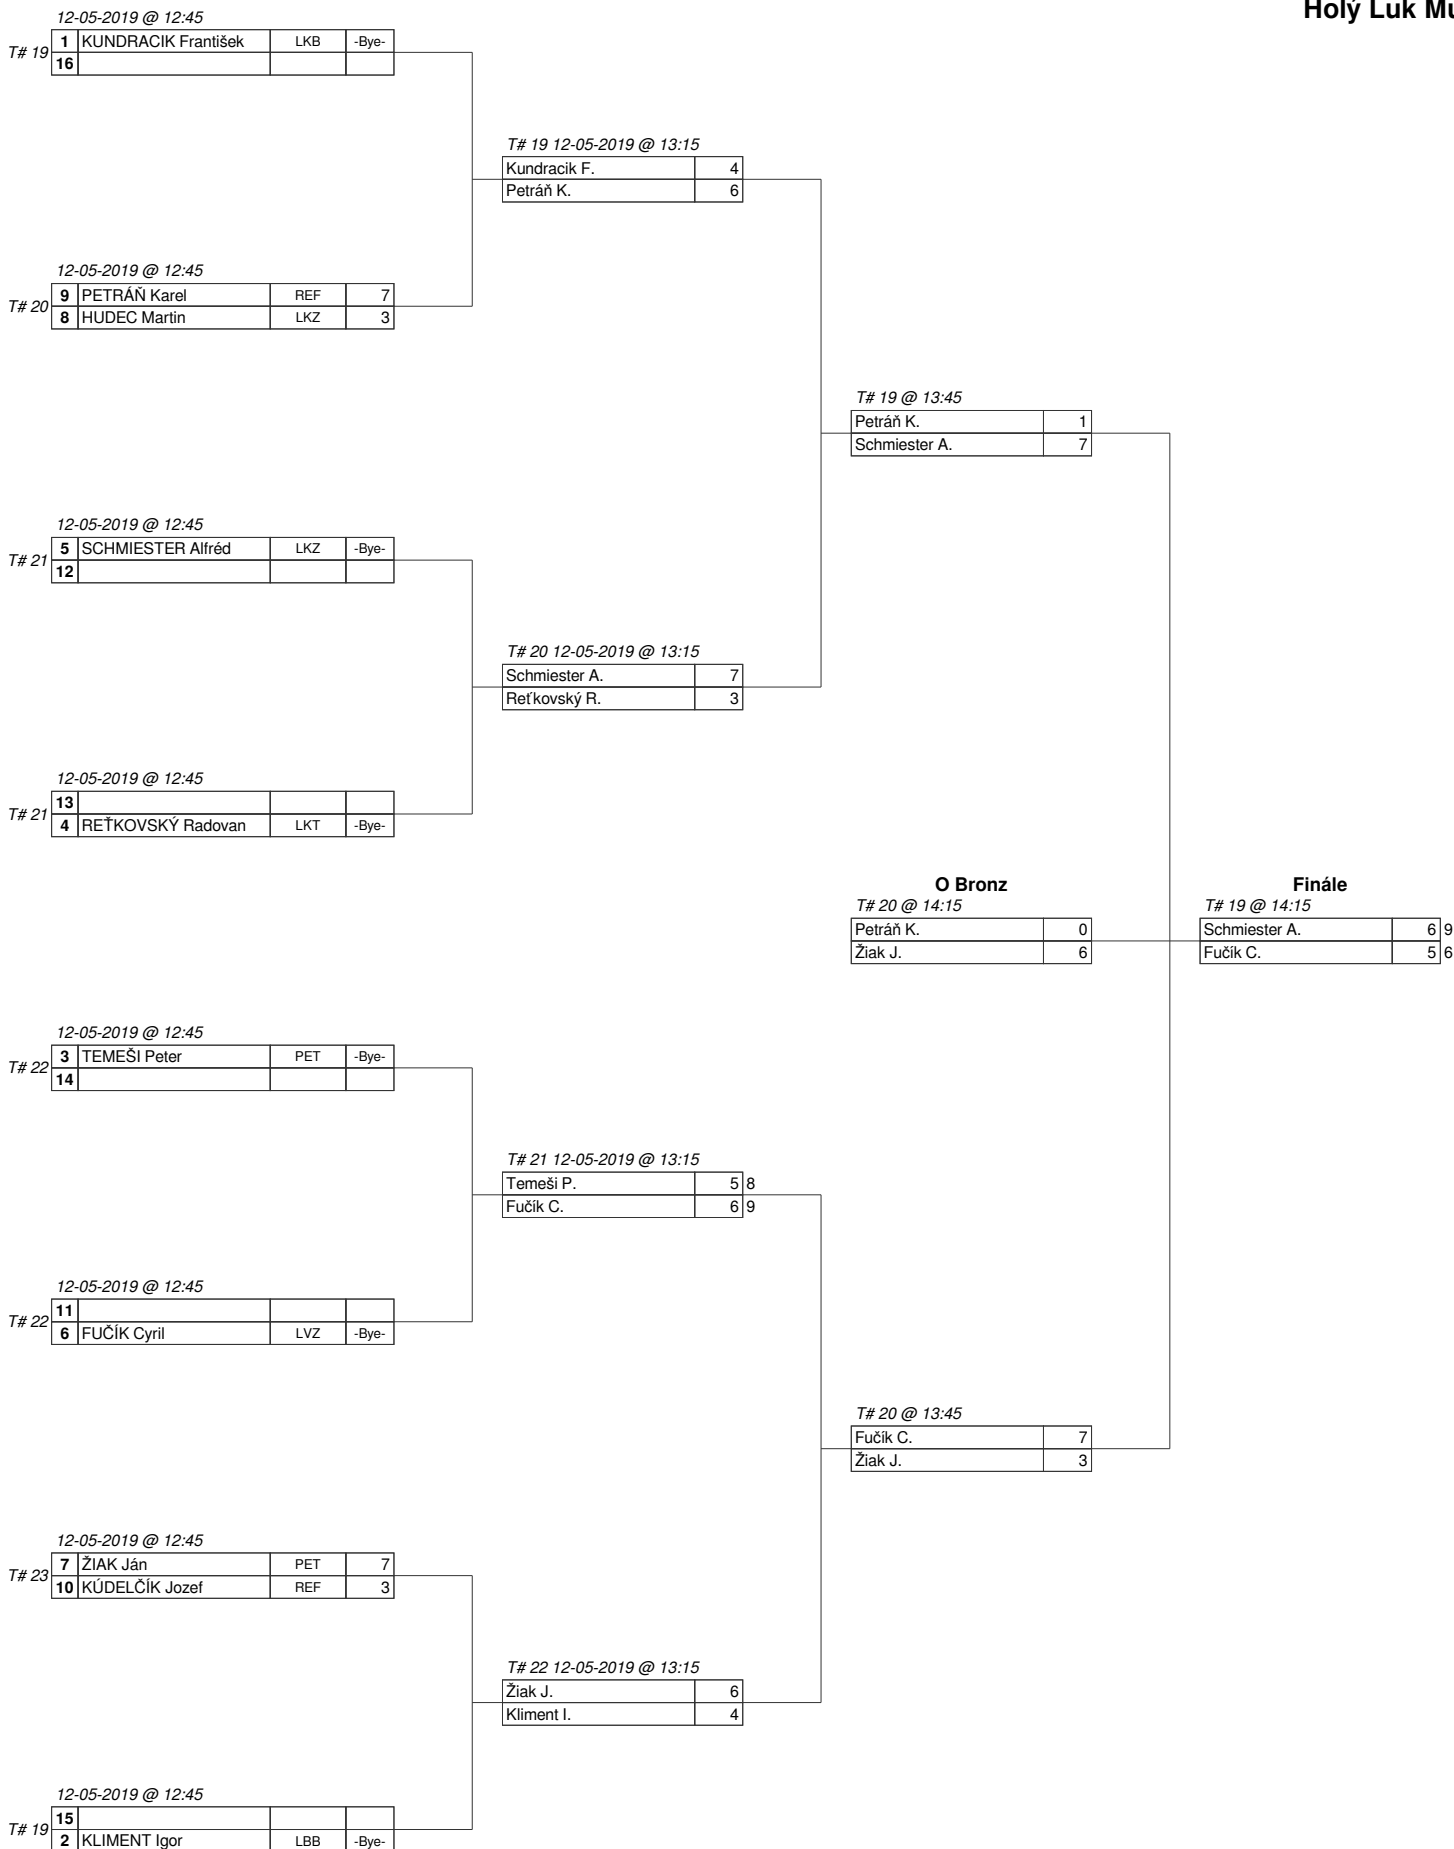 Holý Luk
12-05-2019 @ 12:45
T# 19
1 KUNDRACIK František LKB -Bye-
16
T# 19 12-05-2019 @ 13:15
Kundracik F. 4
Petráň K. 6
12-05-2019 @ 12:45
T# 20
9 PETRÁŇ Karel REF 7
8 HUDEC Martin LKZ 3
T# 19 @ 13:45
Petráň K. 1
Schmiester A. 7
12-05-2019 @ 12:45
T# 21
5 SCHMIESTER Alfréd LKZ -Bye-
12
T# 20 12-05-2019 @ 13:15
Schmiester A. 7
Reťkovský R. 3
12-05-2019 @ 12:45
T# 21
13
4 REŤKOVSKÝ Radovan LKT -Bye-
O Bronz
T# 20 @ 14:15
Petráň K. 0
Žiak J. 6
Finále
T# 19 @ 14:15
Schmiester A. 6 9
Fučík C. 5 6
12-05-2019 @ 12:45
T# 22
3 TEMEŠI Peter PET -Bye-
14
T# 21 12-05-2019 @ 13:15
Temeši P. 5 8
Fučík C. 6 9
12-05-2019 @ 12:45
T# 22
11
6 FUČÍK Cyril LVZ -Bye-
T# 20 @ 13:45
Fučík C. 7
Žiak J. 3
12-05-2019 @ 12:45
T# 23
7 ŽIAK Ján PET 7
10 KÚDELČÍK Jozef REF 3
T# 22 12-05-2019 @ 13:15
Žiak J. 6
Kliment I. 4
12-05-2019 @ 12:45
T# 19
15
2 KLIMENT Igor LBB -Bye-